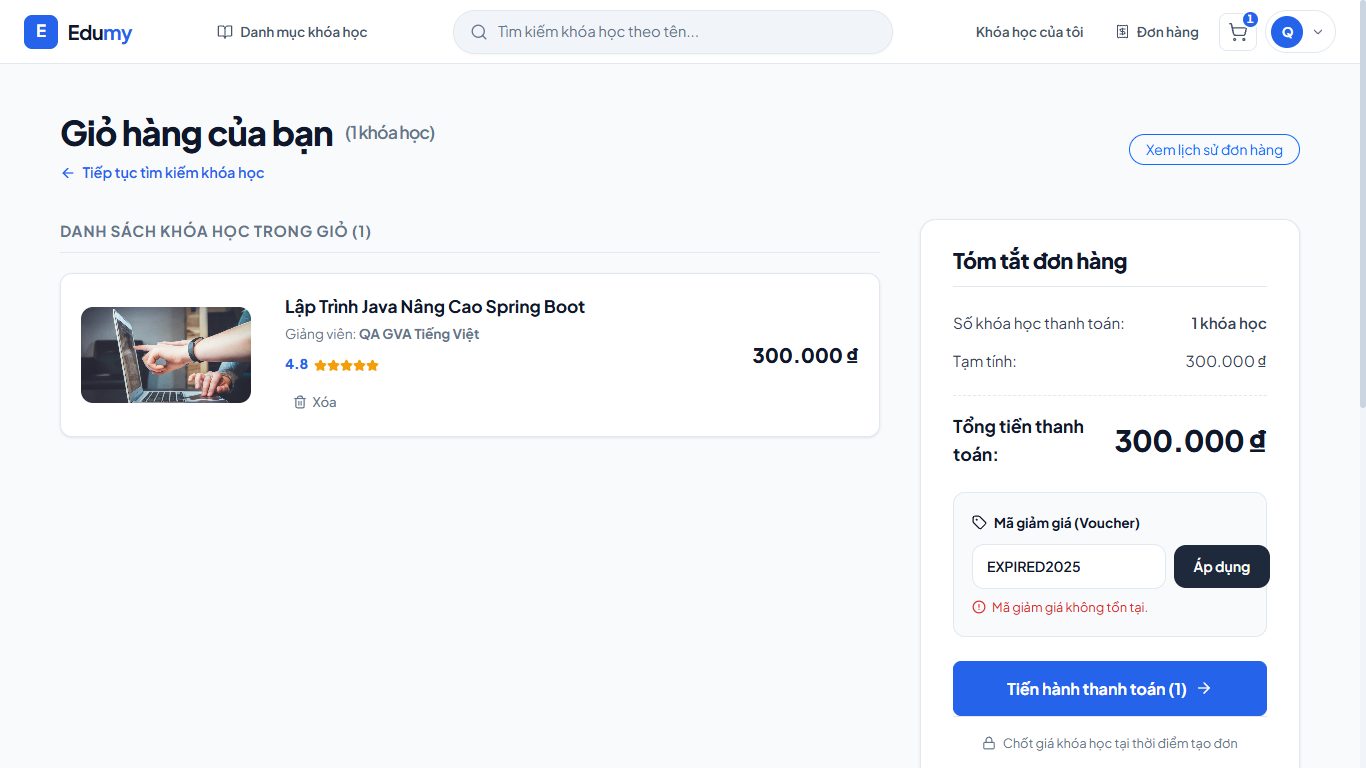 E Edumy
Danh mục khóa học
Tìm kiếm khóa học theo tên...
Khóa học của tôi
Đơn hàng
1
Q
Giỏ hàng của bạn (1 khóa học)
Tiếp tục tìm kiếm khóa học
Xem lịch sử đơn hàng
DANH SÁCH KHÓA HỌC TRONG GIỎ (1)
Lập Trình Java Nâng Cao Spring Boot
Giảng viên: QA GVA Tiếng Việt
4.8
Xóa
300.000 ₫
Tóm tắt đơn hàng
Số khóa học thanh toán: 1 khóa học
Tạm tính: 300.000 ₫
Tổng tiền thanh
toán:
300.000 ₫
Mã giảm giá (Voucher)
EXPIRED2025
Áp dụng
Mã giảm giá không tồn tại.
Tiến hành thanh toán (1)
Chốt giá khóa học tại thời điểm tạo đơn